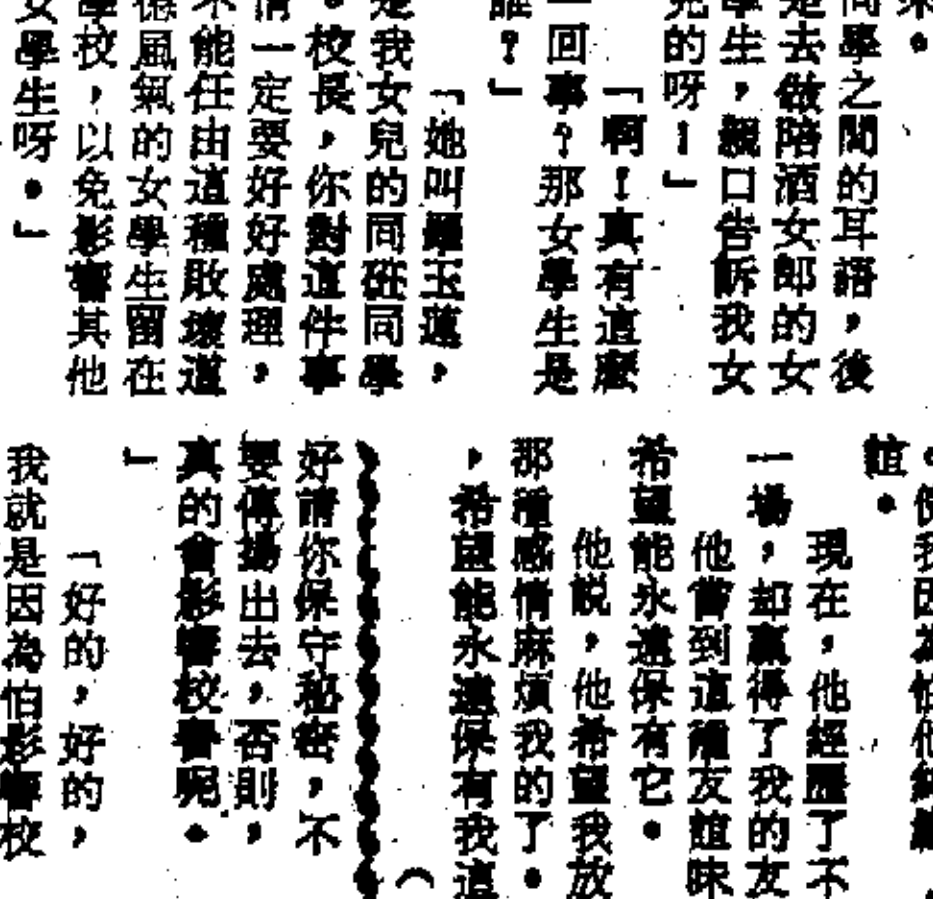 來。
同學之間的耳語，後
是去做陪酒女郎的女
學生，親口告訴我女
兒的呀！」
「啊！真有這麼
一回事？那女學生是
誰？」
「她叫羅玉蓮，
是我女兒的同班同學
。校長，你對這件事
情一定要好好處理，
不能任由這種敗壞道
德風氣的女學生留在
學校，以免影響其他
女學生呀。」
。使我因為怕他
誼。
現在，他經歷了不
一場，却贏得了我的友
他嘗到這種友誼味
希望能永遠保有它。
他說，他希望我放
那種感情麻煩我的了。
，希望能永遠保有我這
（
好請你保守秘密，不
要傳揚出去，否則，
真的會影響校譽呢。
」
「好的，好的，
我就是因為怕影響校